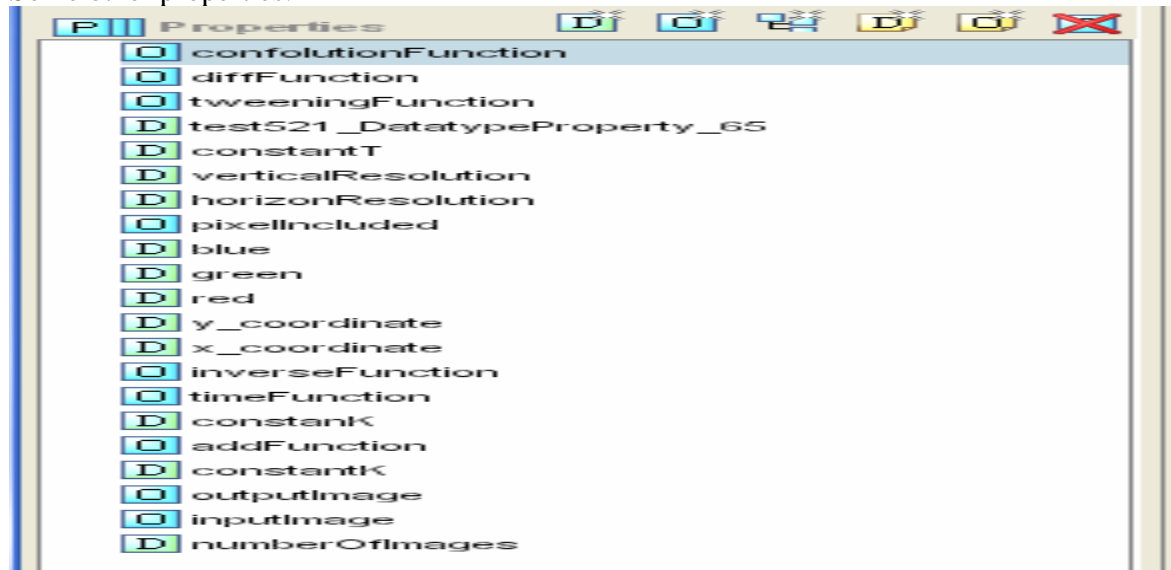 P Properties D O D O
O confolutionFunction
O diffFunction
O tweeningFunction
D test521_DatatypeProperty_65
D constantT
D verticalResolution
D horizonResolution
O pixelIncluded
D blue
D green
D red
D y_coordinate
D x_coordinate
O inverseFunction
O timeFunction
D constanK
O addFunction
D constantK
O outputImage
O inputImage
D numberOfImages